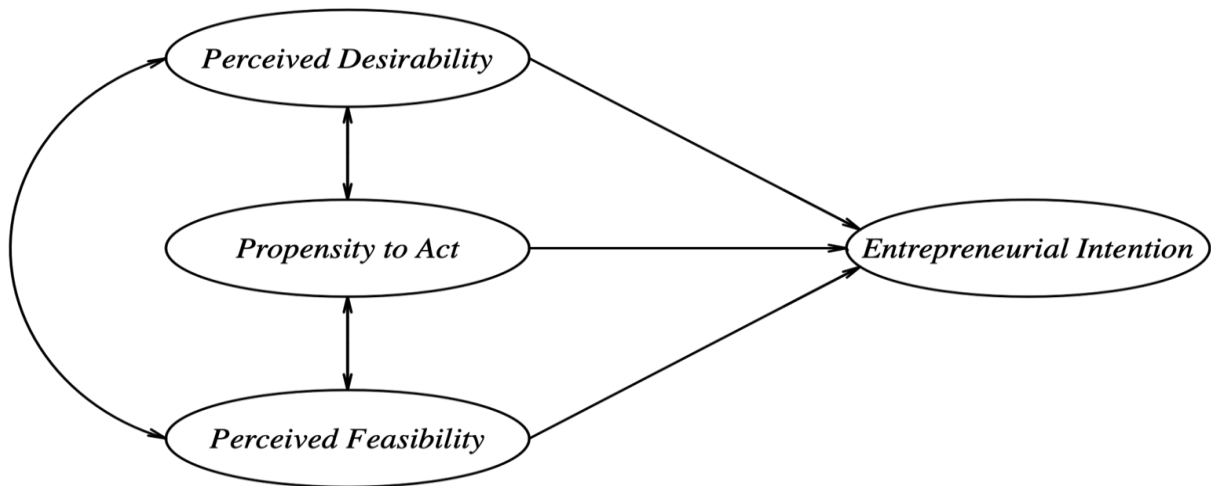 Perceived Desirability
Propensity to Act
Entrepreneurial Intention
Perceived Feasibility